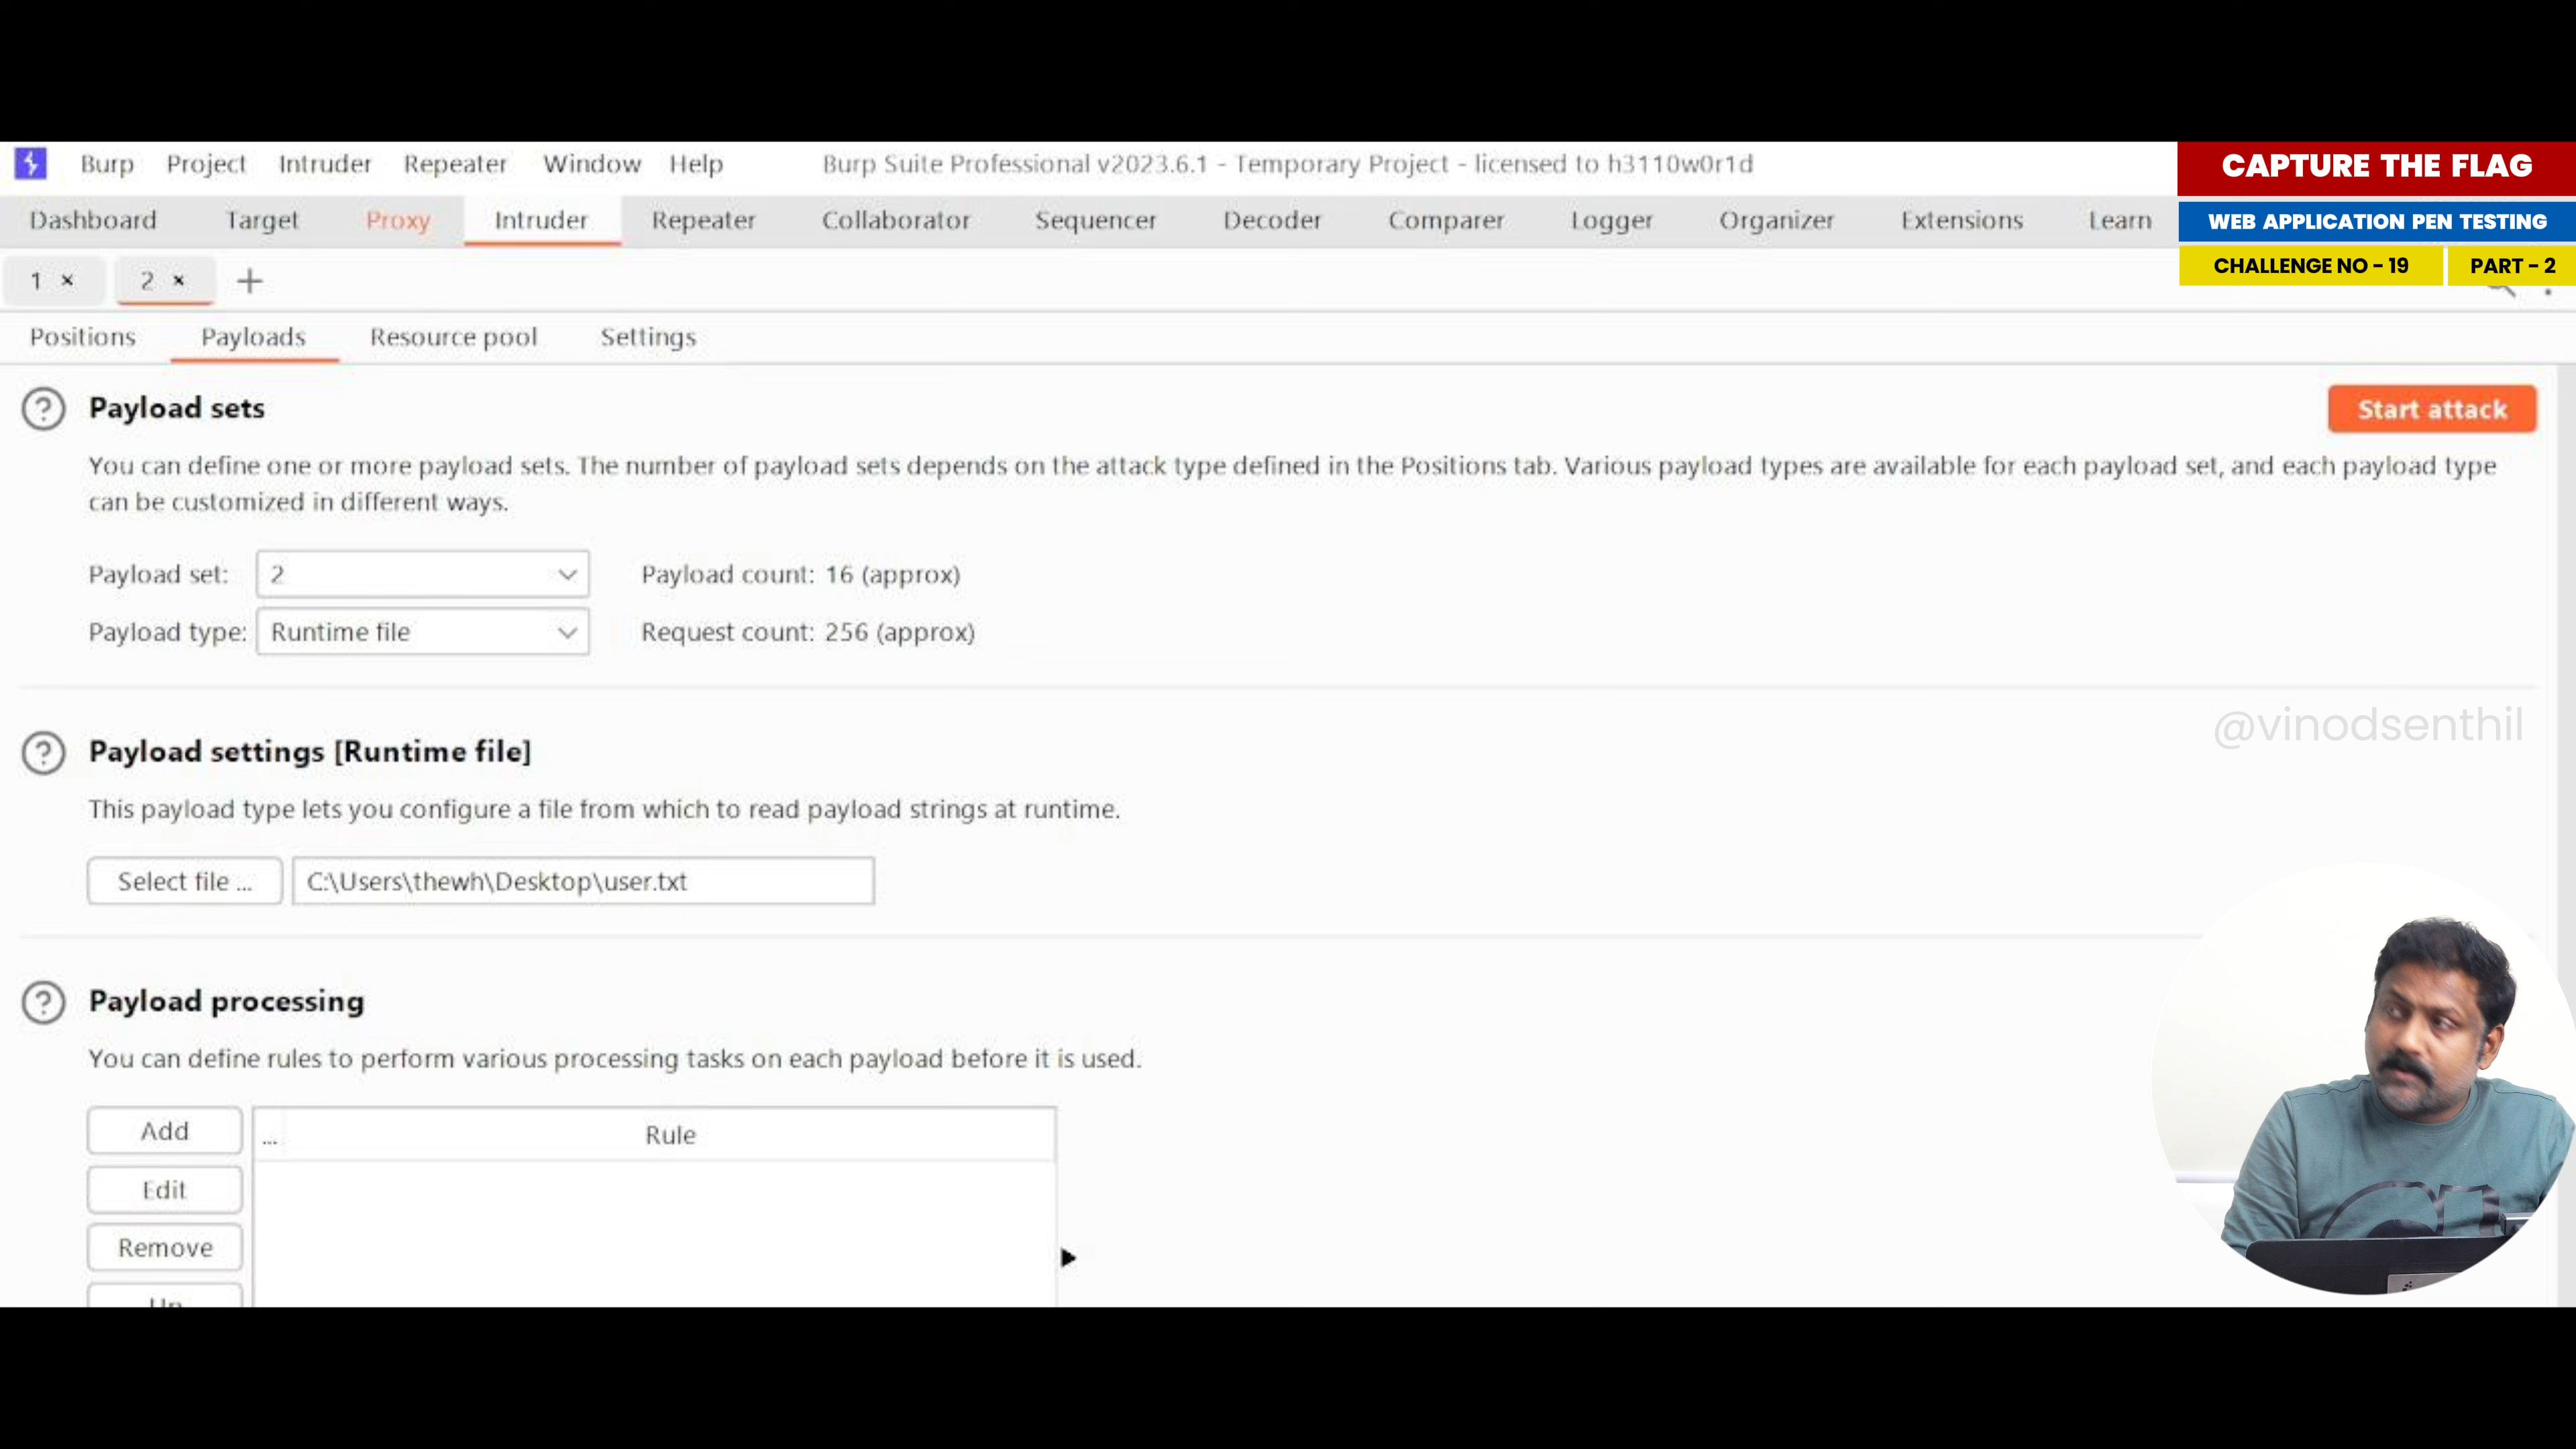 Burp Project Intruder Repeater Window Help Burp Suite Professional v2023.6.1 - Temporary Project - licensed to h3110w0r1d
CAPTURE THE FLAG
Dashboard Target Proxy Intruder Repeater Collaborator Sequencer Decoder Comparer Logger Organizer Extensions Learn
WEB APPLICATION PEN TESTING
CHALLENGE NO - 19 PART - 2
1 × 2 × +
Positions Payloads Resource pool Settings
? Payload sets
Start attack
You can define one or more payload sets. The number of payload sets depends on the attack type defined in the Positions tab. Various payload types are available for each payload set, and each payload type
can be customized in different ways.
Payload set: 2 Payload count: 16 (approx)
Payload type: Runtime file Request count: 256 (approx)
@vinodsenthil
? Payload settings [Runtime file]
This payload type lets you configure a file from which to read payload strings at runtime.
Select file ... C:\Users\thewh\Desktop\user.txt
? Payload processing
You can define rules to perform various processing tasks on each payload before it is used.
Add ... Rule
Edit
Remove
Up